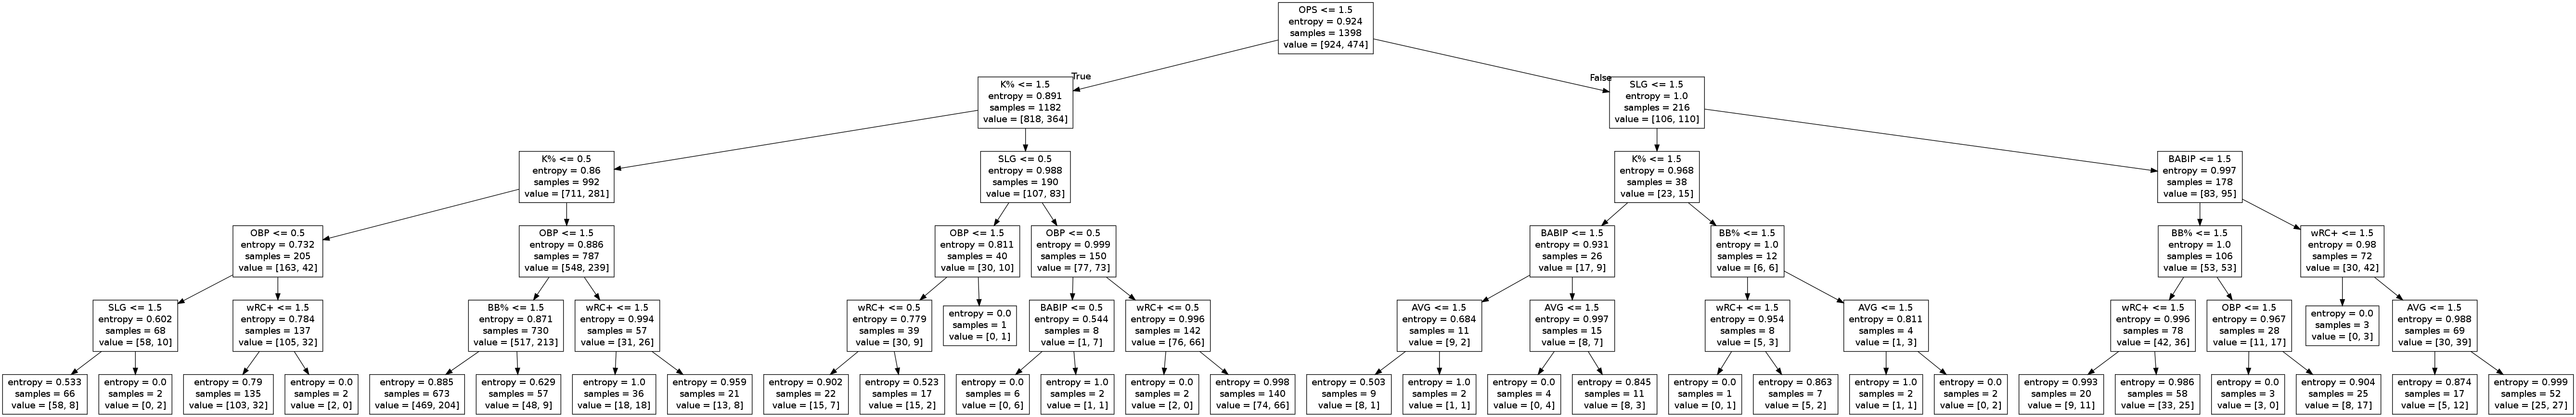 OPS <= 1.5
entropy = 0.924
samples = 1398
value = [924, 474]
True
False
K% <= 1.5
entropy = 0.891
samples = 1182
value = [818, 364]
SLG <= 1.5
entropy = 1.0
samples = 216
value = [106, 110]
K% <= 0.5
entropy = 0.86
samples = 992
value = [711, 281]
SLG <= 0.5
entropy = 0.988
samples = 190
value = [107, 83]
K% <= 1.5
entropy = 0.968
samples = 38
value = [23, 15]
BABIP <= 1.5
entropy = 0.997
samples = 178
value = [83, 95]
OBP <= 0.5
entropy = 0.732
samples = 205
value = [163, 42]
OBP <= 1.5
entropy = 0.886
samples = 787
value = [548, 239]
OBP <= 1.5
entropy = 0.811
samples = 40
value = [30, 10]
OBP <= 0.5
entropy = 0.999
samples = 150
value = [77, 73]
BABIP <= 1.5
entropy = 0.931
samples = 26
value = [17, 9]
BB% <= 1.5
entropy = 1.0
samples = 12
value = [6, 6]
BB% <= 1.5
entropy = 1.0
samples = 106
value = [53, 53]
wRC+ <= 1.5
entropy = 0.98
samples = 72
value = [30, 42]
SLG <= 1.5
entropy = 0.602
samples = 68
value = [58, 10]
wRC+ <= 1.5
entropy = 0.784
samples = 137
value = [105, 32]
BB% <= 1.5
entropy = 0.871
samples = 730
value = [517, 213]
wRC+ <= 1.5
entropy = 0.994
samples = 57
value = [31, 26]
wRC+ <= 0.5
entropy = 0.779
samples = 39
value = [30, 9]
entropy = 0.0
samples = 1
value = [0, 1]
BABIP <= 0.5
entropy = 0.544
samples = 8
value = [1, 7]
wRC+ <= 0.5
entropy = 0.996
samples = 142
value = [76, 66]
AVG <= 1.5
entropy = 0.684
samples = 11
value = [9, 2]
AVG <= 1.5
entropy = 0.997
samples = 15
value = [8, 7]
wRC+ <= 1.5
entropy = 0.954
samples = 8
value = [5, 3]
AVG <= 1.5
entropy = 0.811
samples = 4
value = [1, 3]
wRC+ <= 1.5
entropy = 0.996
samples = 78
value = [42, 36]
OBP <= 1.5
entropy = 0.967
samples = 28
value = [11, 17]
entropy = 0.0
samples = 3
value = [0, 3]
AVG <= 1.5
entropy = 0.988
samples = 69
value = [30, 39]
entropy = 0.533
samples = 66
value = [58, 8]
entropy = 0.0
samples = 2
value = [0, 2]
entropy = 0.79
samples = 135
value = [103, 32]
entropy = 0.0
samples = 2
value = [2, 0]
entropy = 0.885
samples = 673
value = [469, 204]
entropy = 0.629
samples = 57
value = [48, 9]
entropy = 1.0
samples = 36
value = [18, 18]
entropy = 0.959
samples = 21
value = [13, 8]
entropy = 0.902
samples = 22
value = [15, 7]
entropy = 0.523
samples = 17
value = [15, 2]
entropy = 0.0
samples = 6
value = [0, 6]
entropy = 1.0
samples = 2
value = [1, 1]
entropy = 0.0
samples = 2
value = [2, 0]
entropy = 0.998
samples = 140
value = [74, 66]
entropy = 0.503
samples = 9
value = [8, 1]
entropy = 1.0
samples = 2
value = [1, 1]
entropy = 0.0
samples = 4
value = [0, 4]
entropy = 0.845
samples = 11
value = [8, 3]
entropy = 0.0
samples = 1
value = [0, 1]
entropy = 0.863
samples = 7
value = [5, 2]
entropy = 1.0
samples = 2
value = [1, 1]
entropy = 0.0
samples = 2
value = [0, 2]
entropy = 0.993
samples = 20
value = [9, 11]
entropy = 0.986
samples = 58
value = [33, 25]
entropy = 0.0
samples = 3
value = [3, 0]
entropy = 0.904
samples = 25
value = [8, 17]
entropy = 0.874
samples = 17
value = [5, 12]
entropy = 0.999
samples = 52
value = [25, 27]